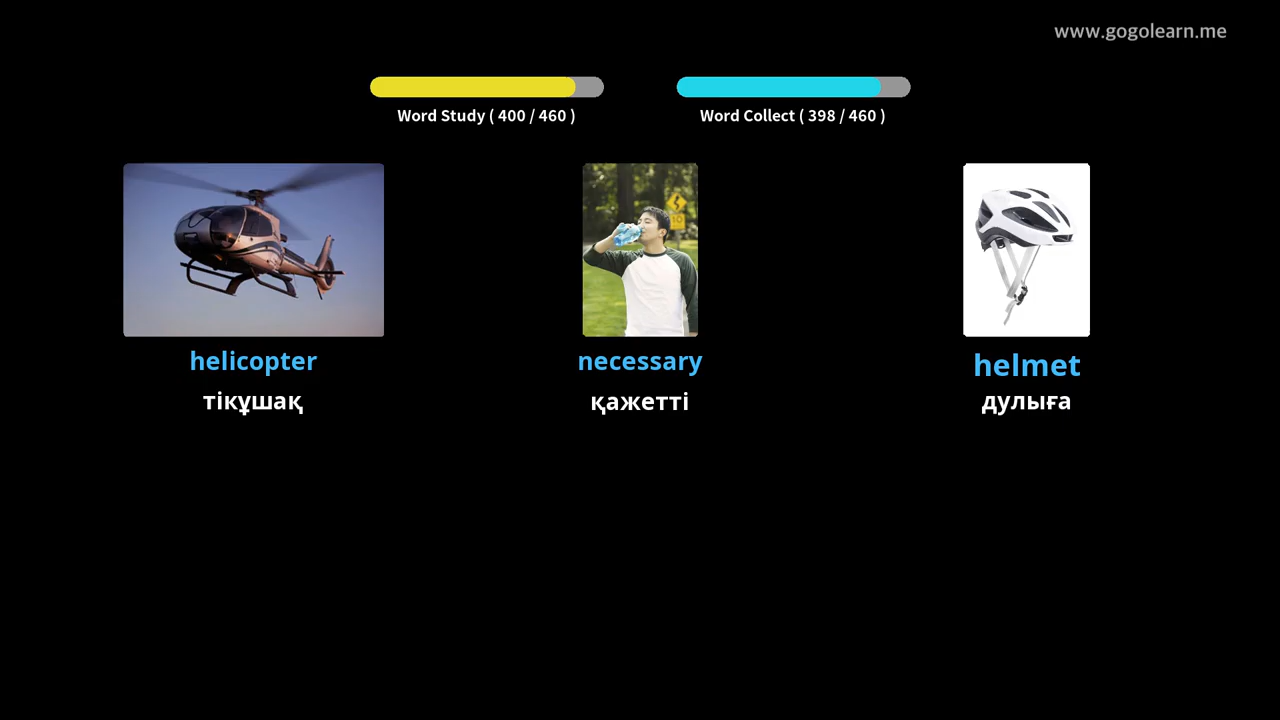 www.gogolearn.me
Word Study ( 400 / 460 )
Word Collect ( 398 / 460 )
helicopter
тікұшақ
necessary
қажетті
helmet
дулыға